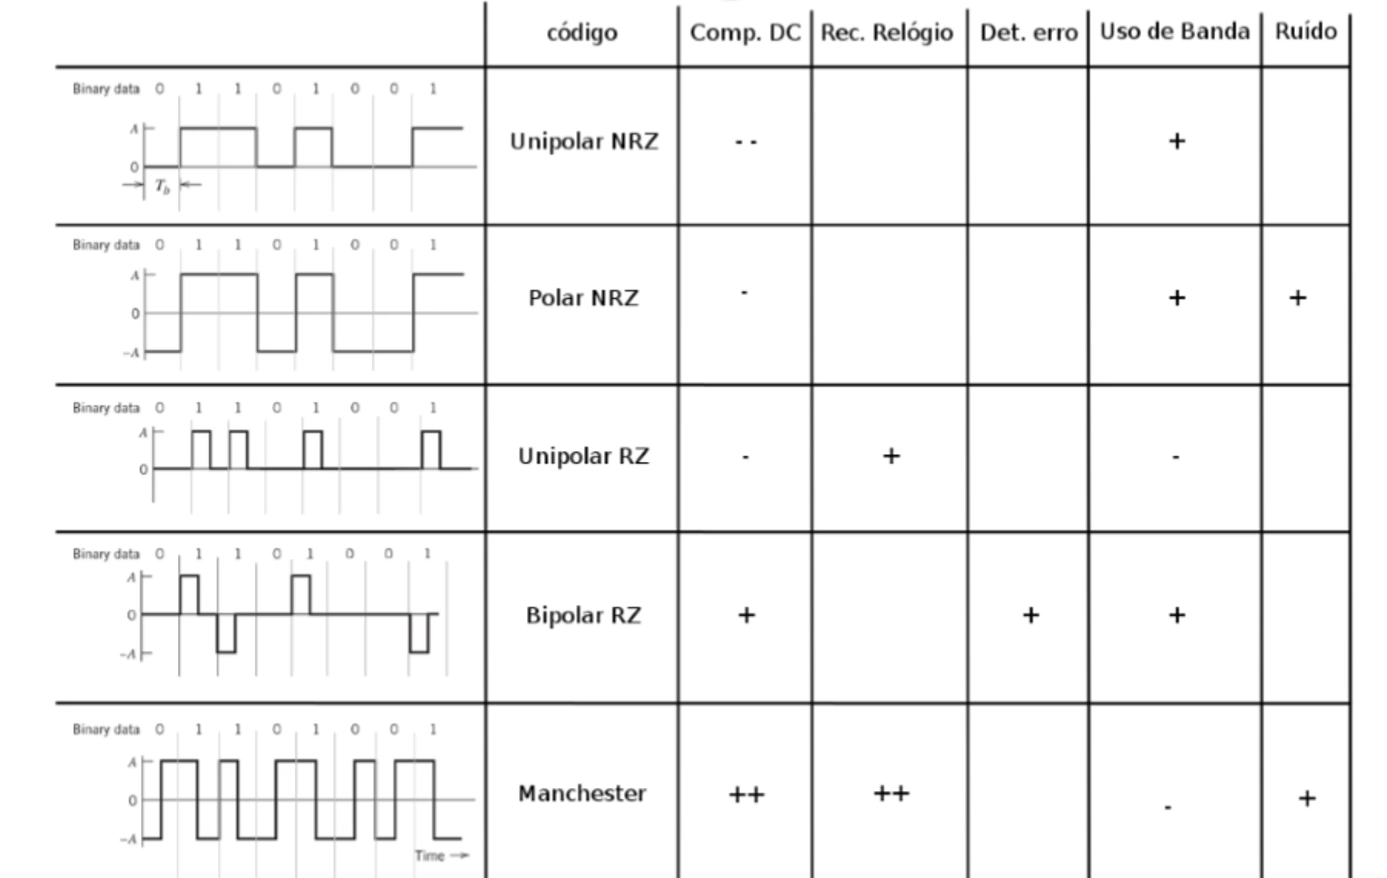 código Comp. DC Rec. Relógio Det. erro Uso de Banda Ruído
Binary data 0 1 1 0 1 0 0 1
A
0
T_b
Unipolar NRZ - - +
Binary data 0 1 1 0 1 0 0 1
A
0
-A
Polar NRZ - + +
Binary data 0 1 1 0 1 0 0 1
A
0
Unipolar RZ - + -
Binary data 0 1 1 0 1 0 0 1
A
0
-A
Bipolar RZ + + +
Binary data 0 1 1 0 1 0 0 1
A
0
-A
Time →
Manchester ++ ++ - +